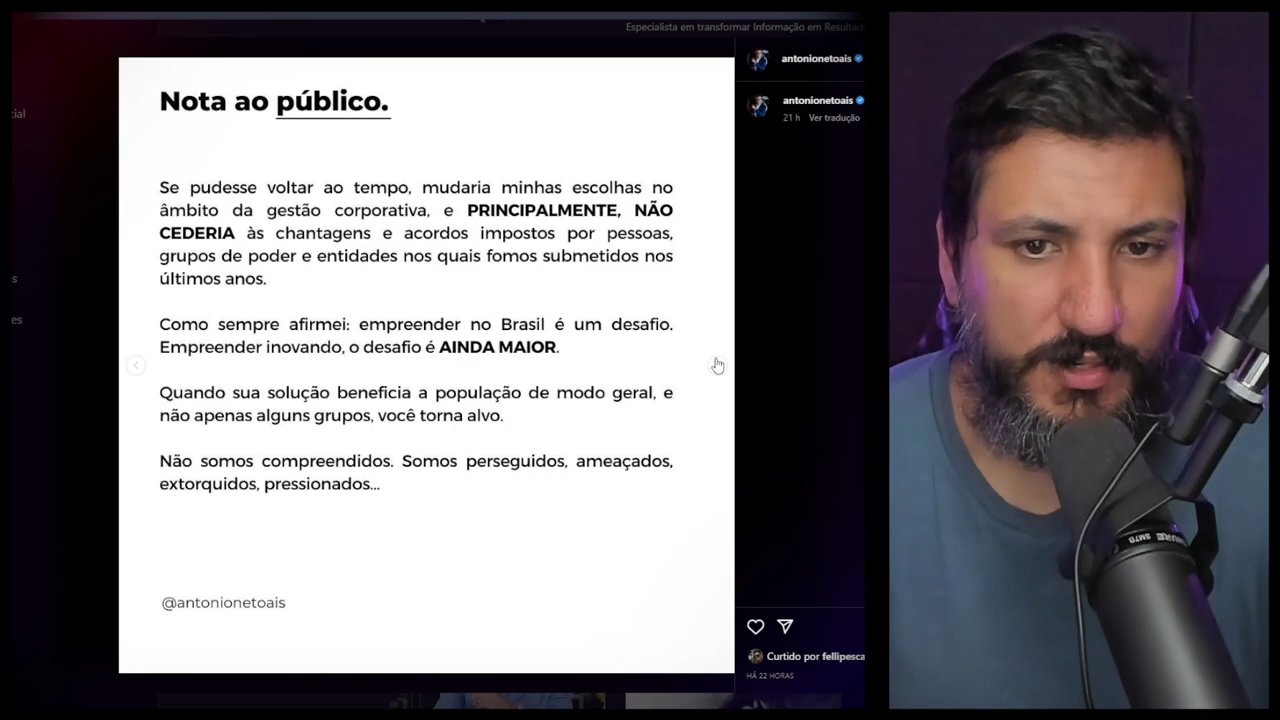 Especialista em transformar Informação em Resultad
cial
s
es
Nota ao público.
Se pudesse voltar ao tempo, mudaria minhas escolhas no
âmbito da gestão corporativa, e PRINCIPALMENTE, NÃO
CEDERIA às chantagens e acordos impostos por pessoas,
grupos de poder e entidades nos quais fomos submetidos nos
últimos anos.
Como sempre afirmei: empreender no Brasil é um desafio.
Empreender inovando, o desafio é AINDA MAIOR.
Quando sua solução beneficia a população de modo geral, e
não apenas alguns grupos, você torna alvo.
Não somos compreendidos. Somos perseguidos, ameaçados,
extorquidos, pressionados...
@antonionetoais
antonionetoais
antonionetoais
21 h Ver tradução
Curtido por fellipesca
HÁ 22 HORAS
SHURE SM7B